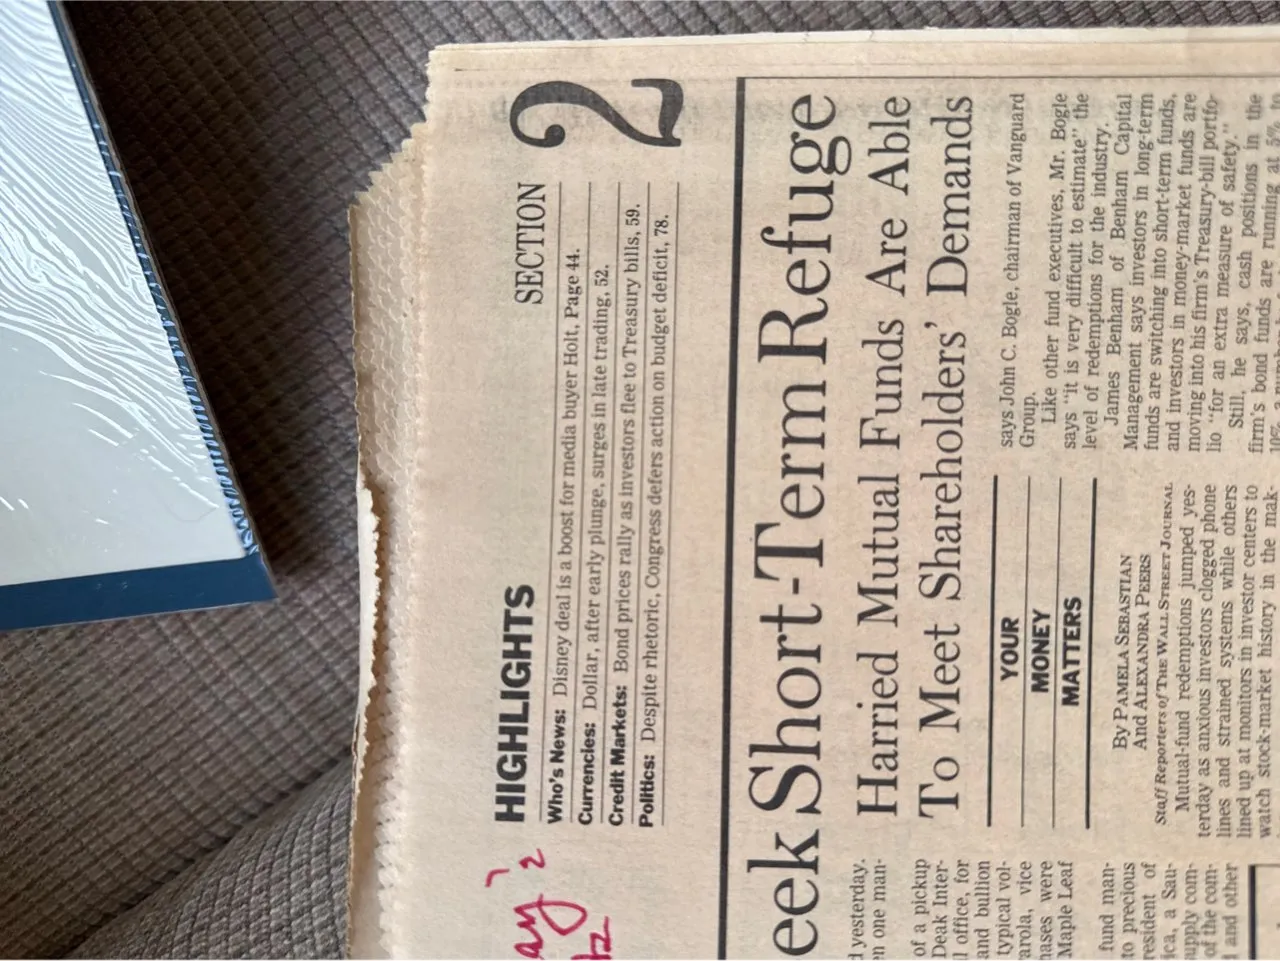 HIGHLIGHTS
SECTION 2
Who's News: Disney deal is a boost for media buyer Holt, Page 44.
Currencies: Dollar, after early plunge, surges in late trading, 52.
Credit Markets: Bond prices rally as investors flee to Treasury bills, 59.
Politics: Despite rhetoric, Congress defers action on budget deficit, 78.
eek Short-Term Refuge
d yesterday.
n one man-
of a pickup
Deak Inter-
l office, for
and bullion
typical vol-
arola, vice
hases were
Maple Leaf
fund man-
to precious
resident of
ica, a Sau-
upply com-
of the com-
l and other
Harried Mutual Funds Are Able
To Meet Shareholders' Demands
YOUR
MONEY
MATTERS
By PAMELA SEBASTIAN
And ALEXANDRA PEERS
Staff Reporters of THE WALL STREET JOURNAL
Mutual-fund redemptions jumped yes-
terday as anxious investors clogged phone
lines and strained systems while others
lined up at monitors in investor centers to
watch stock-market history in the mak-
says John C. Bogle, chairman of Vanguard
Group.
Like other fund executives, Mr. Bogle
says "it is very difficult to estimate" the
level of redemptions for the industry.
James Benham of Benham Capital
Management says investors in long-term
funds are switching into short-term funds,
and investors in money-market funds are
moving into his firm's Treasury-bill portfo-
lio "for an extra measure of safety."
Still, he says, cash positions in the
firm's bond funds are running at 5% to